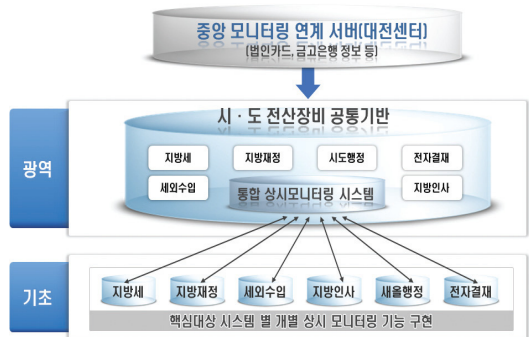 중앙 모니터링 연계 서버(대전센터)
(법인카드, 금고은행 정보 등)
광역
시·도 전산장비 공통기반
지방세 지방재정 시도행정 전자결재
세외수입 통합 상시모니터링 시스템 지방인사
기초
지방세 지방재정 세외수입 지방인사 새올행정 전자결재
핵심대상 시스템 별 개별 상시 모니터링 기능 구현